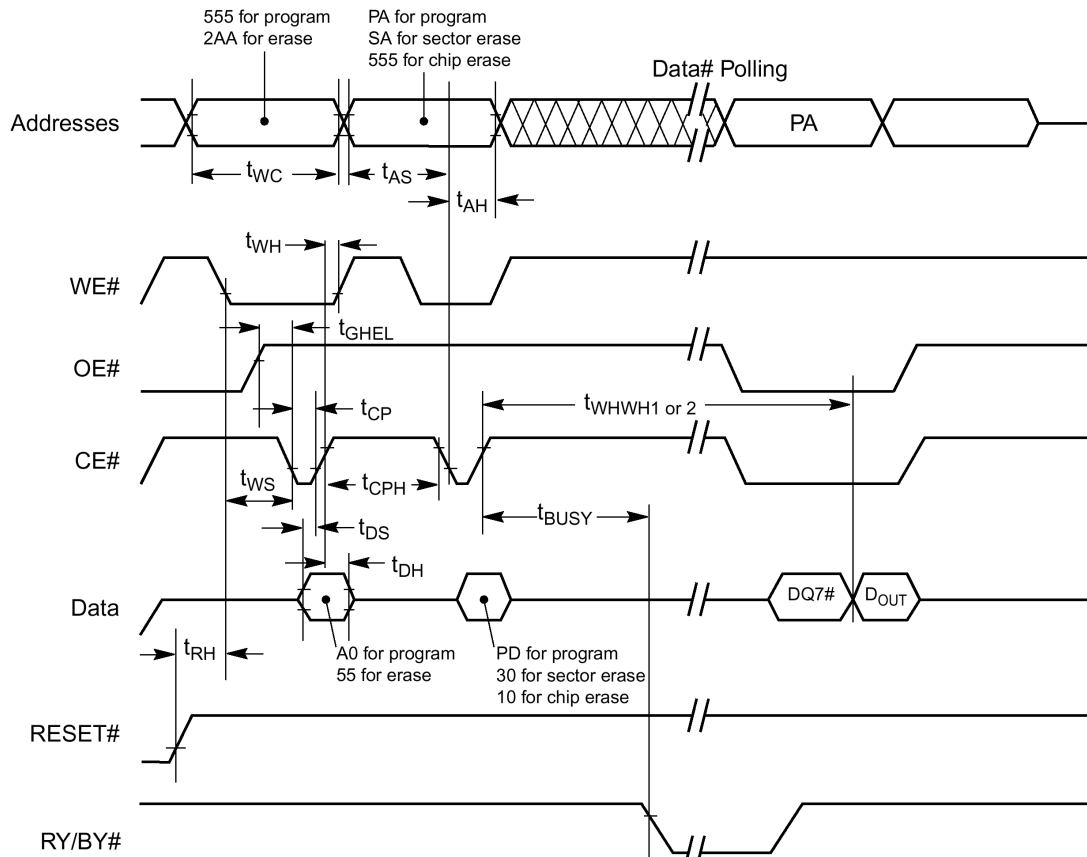 555 for program
2AA for erase
PA for program
SA for sector erase
555 for chip erase
Data# Polling
Addresses
PA
tWC
tAS
tAH
tWH
WE#
tGHEL
OE#
tWHWH1 or 2
tCP
CE#
tWS
tCPH
tBUSY
tDS
tDH
Data
DQ7#
DOUT
tRH
A0 for program
55 for erase
PD for program
30 for sector erase
10 for chip erase
RESET#
RY/BY#